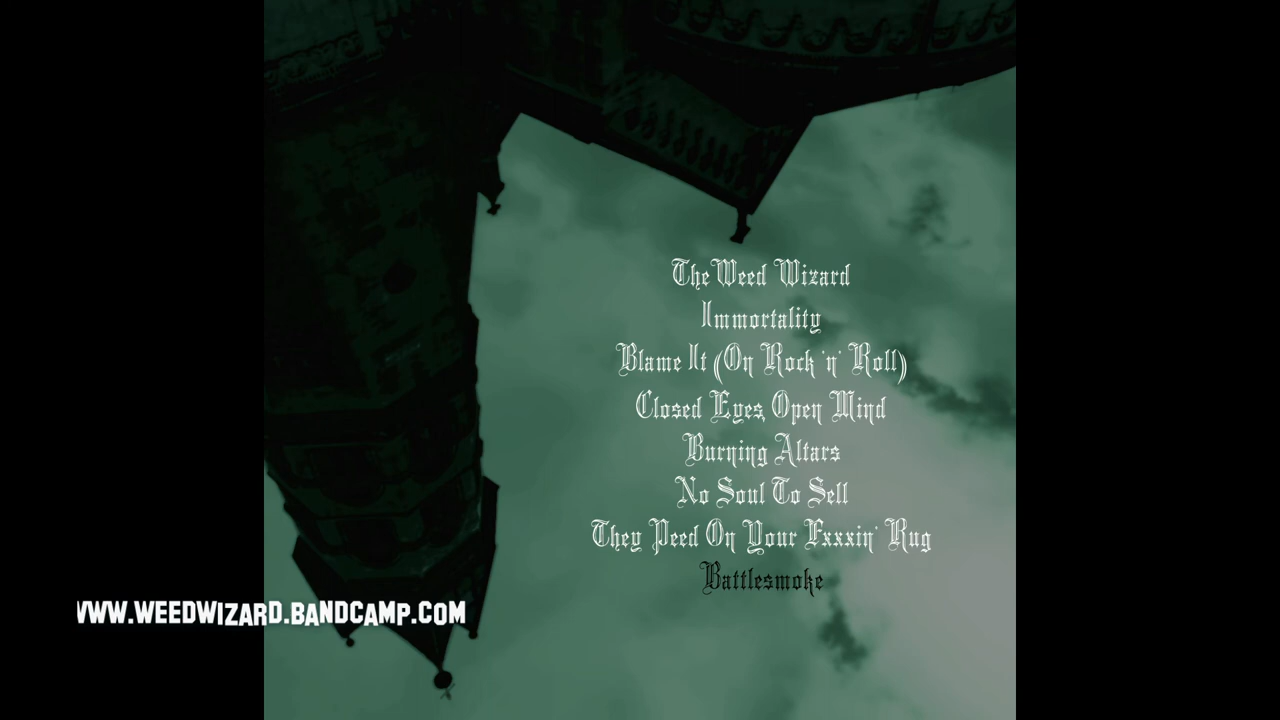 The Weed Wizard
Immortality
Blame It (On Rock 'n' Roll)
Closed Eyes, Open Mind
Burning Altars
No Soul To Sell
They Peed On Your Fxxxin' Rug
Battlesmoke
WWW.WEEDWIZARD.BANDCAMP.COM